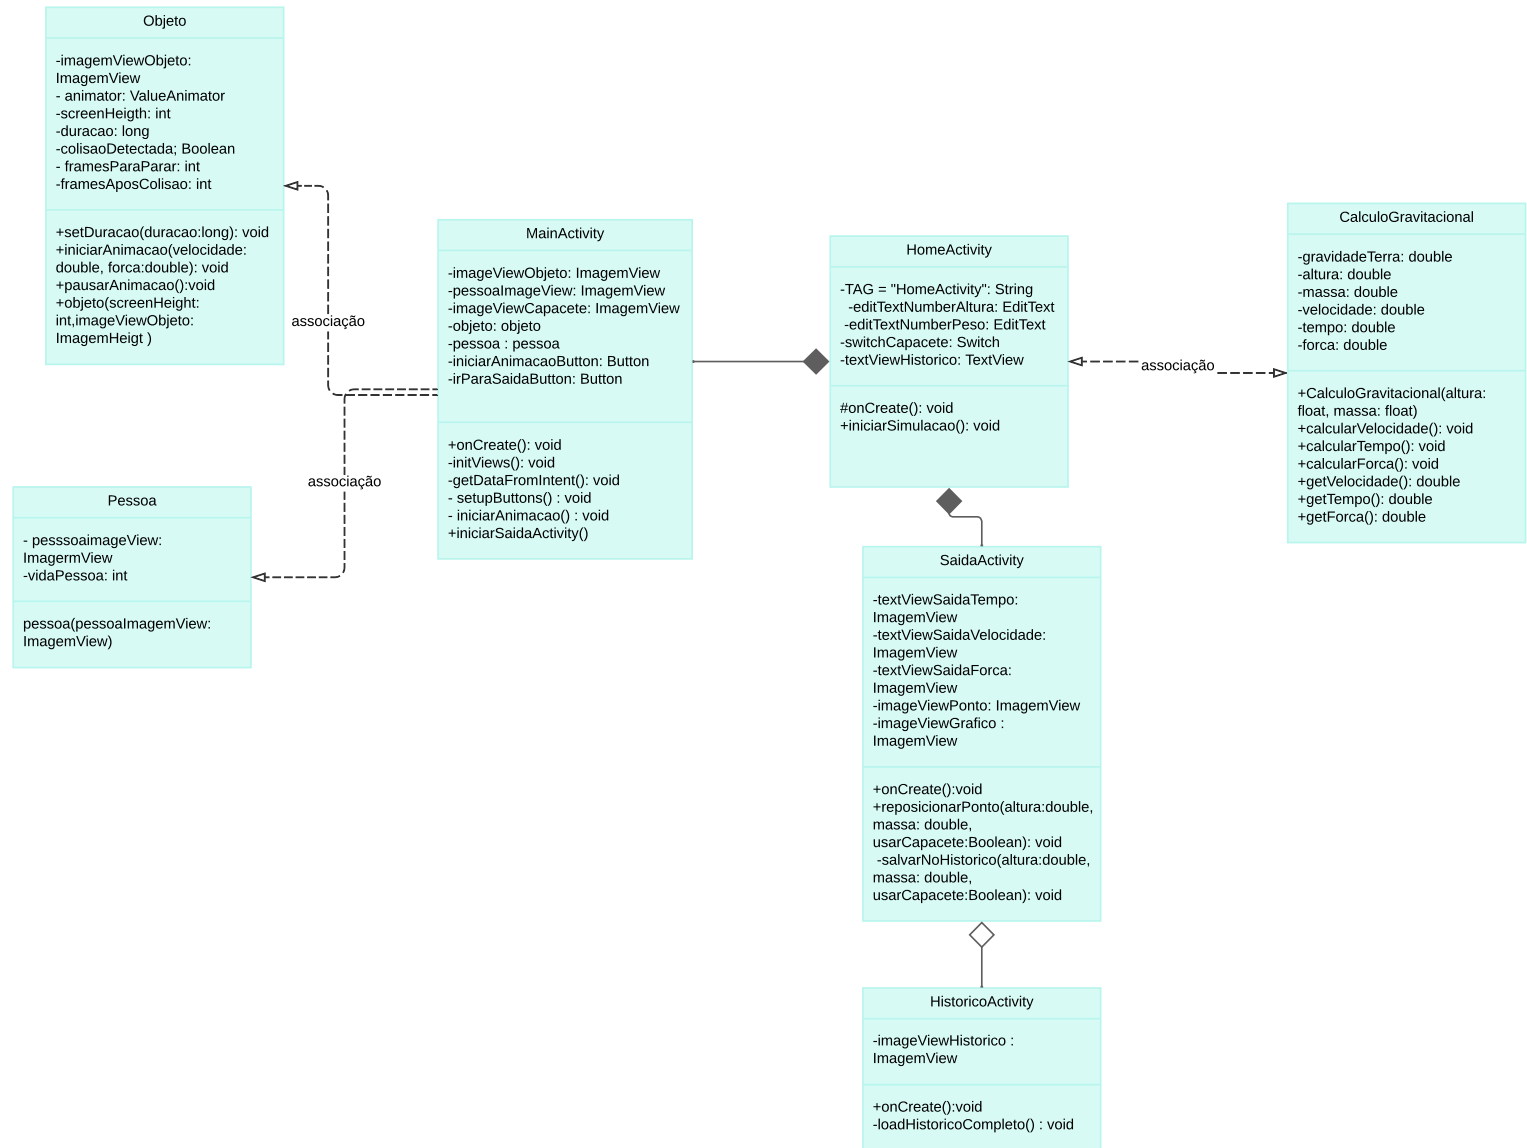 Objeto
-imagemViewObjeto:
ImagemView
- animator: ValueAnimator
-screenHeigth: int
-duracao: long
-colisaoDetectada; Boolean
- framesParaParar: int
-framesAposColisao: int
+setDuracao(duracao:long): void
+iniciarAnimacao(velocidade:
double, forca:double): void
+pausarAnimacao():void
+objeto(screenHeight:
int,imageViewObjeto:
ImagemHeigt )
associação
associação
Pessoa
- pesssoaimageView:
ImagermView
-vidaPessoa: int
pessoa(pessoaImagemView:
ImagemView)
MainActivity
-imageViewObjeto: ImagemView
-pessoaImageView: ImagemView
-imageViewCapacete: ImagemView
-objeto: objeto
-pessoa : pessoa
-iniciarAnimacaoButton: Button
-irParaSaidaButton: Button
+onCreate(): void
-initViews(): void
-getDataFromIntent(): void
- setupButtons() : void
- iniciarAnimacao() : void
+iniciarSaidaActivity()
HomeActivity
-TAG = "HomeActivity": String
-editTextNumberAltura: EditText
-editTextNumberPeso: EditText
-switchCapacete: Switch
-textViewHistorico: TextView
#onCreate(): void
+iniciarSimulacao(): void
associação
CalculoGravitacional
-gravidadeTerra: double
-altura: double
-massa: double
-velocidade: double
-tempo: double
-forca: double
+CalculoGravitacional(altura:
float, massa: float)
+calcularVelocidade(): void
+calcularTempo(): void
+calcularForca(): void
+getVelocidade(): double
+getTempo(): double
+getForca(): double
SaidaActivity
-textViewSaidaTempo:
ImagemView
-textViewSaidaVelocidade:
ImagemView
-textViewSaidaForca:
ImagemView
-imageViewPonto: ImagemView
-imageViewGrafico :
ImagemView
+onCreate():void
+reposicionarPonto(altura:double,
massa: double,
usarCapacete:Boolean): void
-salvarNoHistorico(altura:double,
massa: double,
usarCapacete:Boolean): void
HistoricoActivity
-imageViewHistorico :
ImagemView
+onCreate():void
-loadHistoricoCompleto() : void